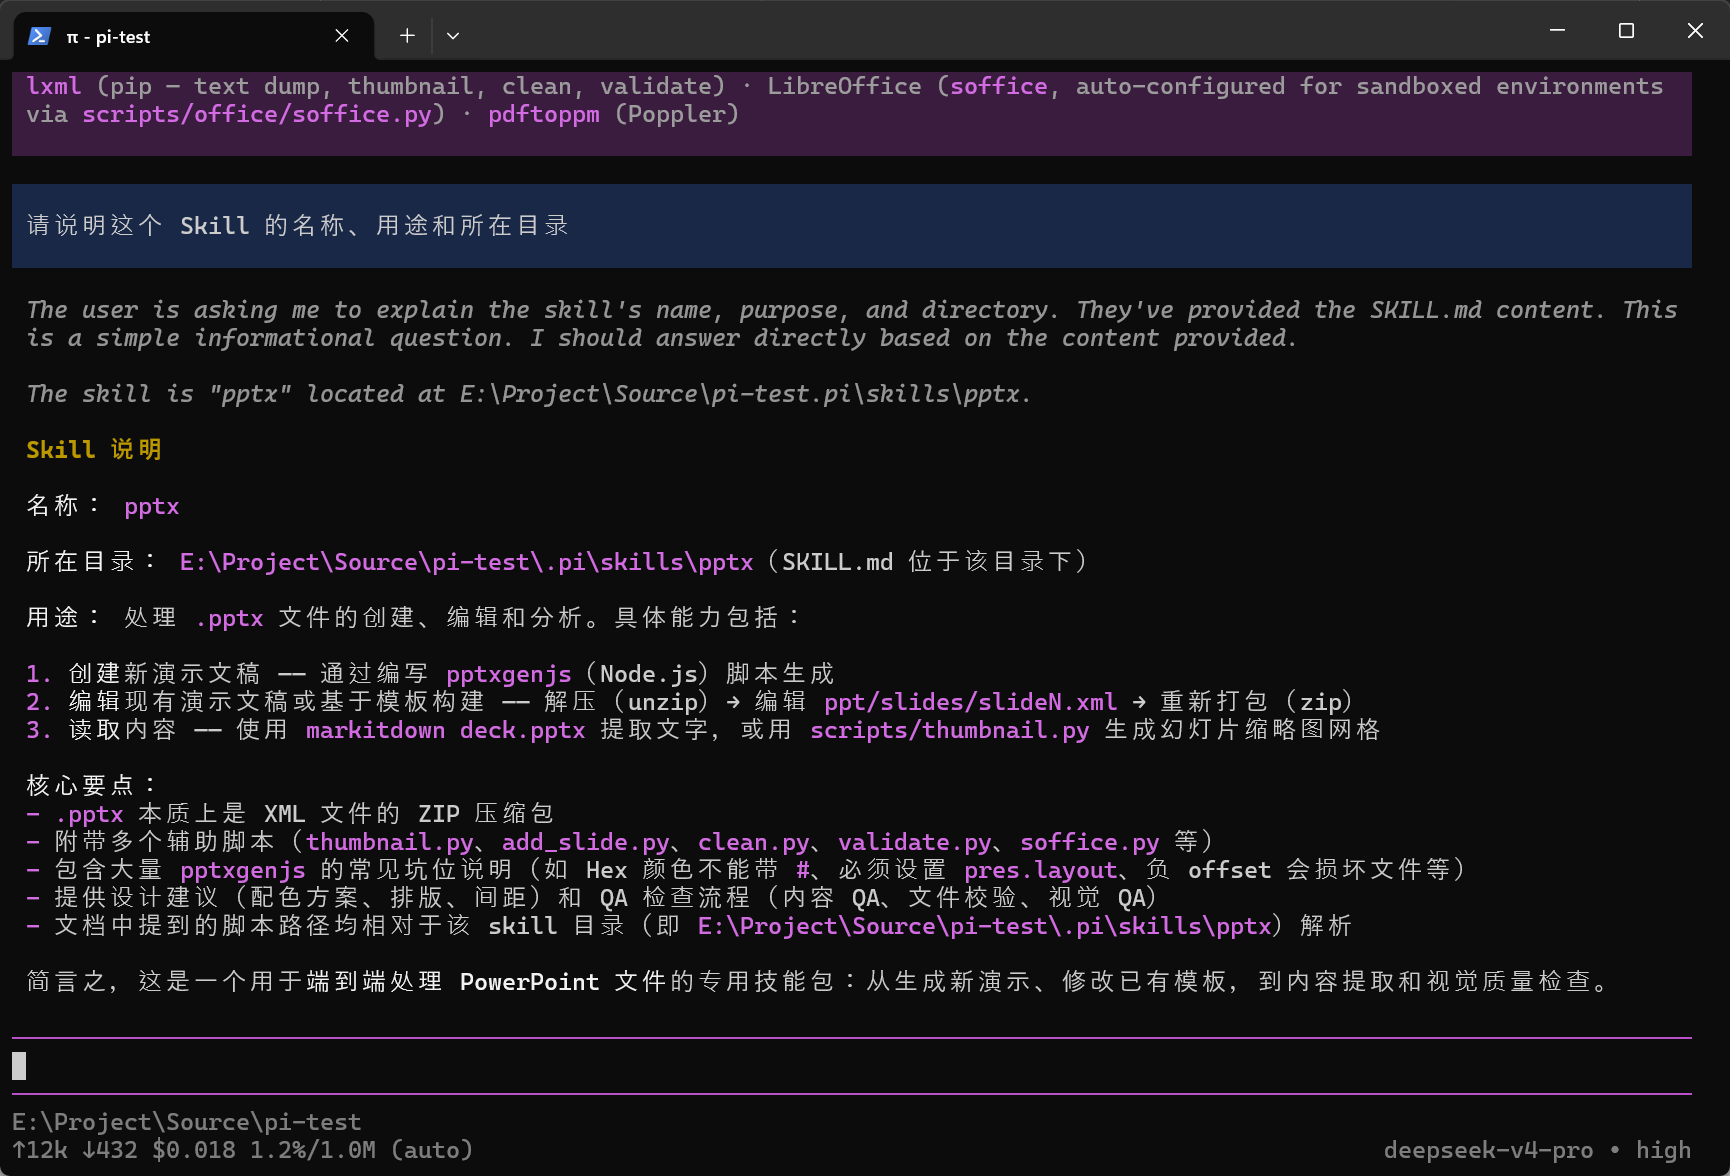 π - pi-test
lxml (pip — text dump, thumbnail, clean, validate) · LibreOffice (soffice, auto-configured for sandboxed environments
via scripts/office/soffice.py) · pdftoppm (Poppler)
请说明这个 Skill 的名称、用途和所在目录
The user is asking me to explain the skill's name, purpose, and directory. They've provided the SKILL.md content. This
is a simple informational question. I should answer directly based on the content provided.
The skill is "pptx" located at E:\Project\Source\pi-test.pi\skills\pptx.
Skill 说明
名称： pptx
所在目录： E:\Project\Source\pi-test\.pi\skills\pptx（SKILL.md 位于该目录下）
用途： 处理 .pptx 文件的创建、编辑和分析。具体能力包括：
1. 创建新演示文稿 —— 通过编写 pptxgenjs（Node.js）脚本生成
2. 编辑现有演示文稿或基于模板构建 —— 解压（unzip）→ 编辑 ppt/slides/slideN.xml → 重新打包（zip）
3. 读取内容 —— 使用 markitdown deck.pptx 提取文字，或用 scripts/thumbnail.py 生成幻灯片缩略图网格
核心要点：
- .pptx 本质上是 XML 文件的 ZIP 压缩包
- 附带多个辅助脚本（thumbnail.py、add_slide.py、clean.py、validate.py、soffice.py 等）
- 包含大量 pptxgenjs 的常见坑位说明（如 Hex 颜色不能带 #、必须设置 pres.layout、负 offset 会损坏文件等）
- 提供设计建议（配色方案、排版、间距）和 QA 检查流程（内容 QA、文件校验、视觉 QA）
- 文档中提到的脚本路径均相对于该 skill 目录（即 E:\Project\Source\pi-test\.pi\skills\pptx）解析
简言之，这是一个用于端到端处理 PowerPoint 文件的专用技能包：从生成新演示、修改已有模板，到内容提取和视觉质量检查。
E:\Project\Source\pi-test
↑12k ↓432 $0.018 1.2%/1.0M (auto)
deepseek-v4-pro • high